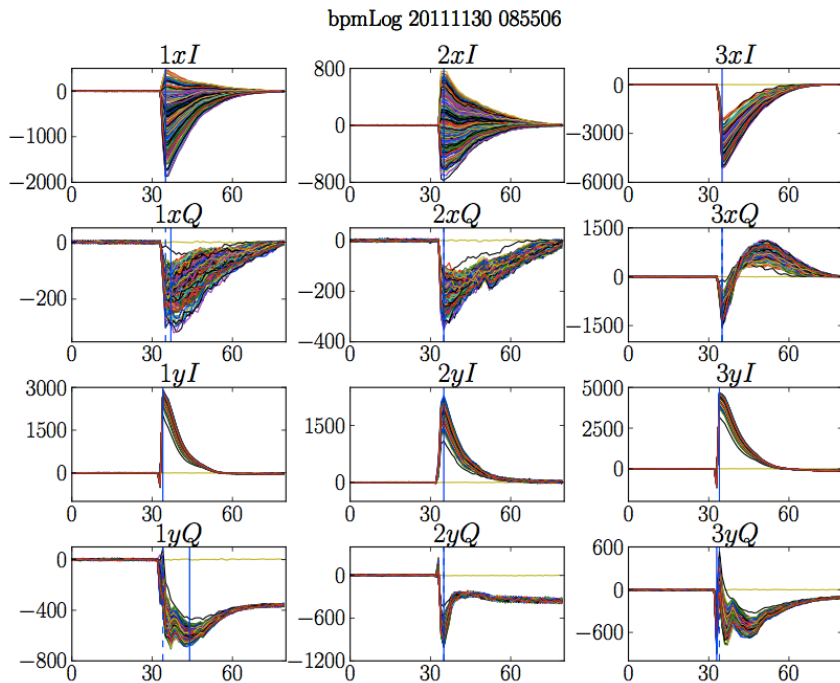 bpmLog 20111130 085506
1xI 2xI 3xI
0 −1000 −2000
800 0 −800
0 −3000 −6000
0 30 60 0 30 60 0 30 60
1xQ 2xQ 3xQ
0 −200
0 −200 −400
1500 0 −1500
0 30 60 0 30 60 0 30 60
1yI 2yI 3yI
3000 1500 0
1500 0
5000 2500 0
0 30 60 0 30 60 0 30 60
1yQ 2yQ 3yQ
0 −400 −800
0 −600 −1200
600 0 −600
0 30 60 0 30 60 0 30 60